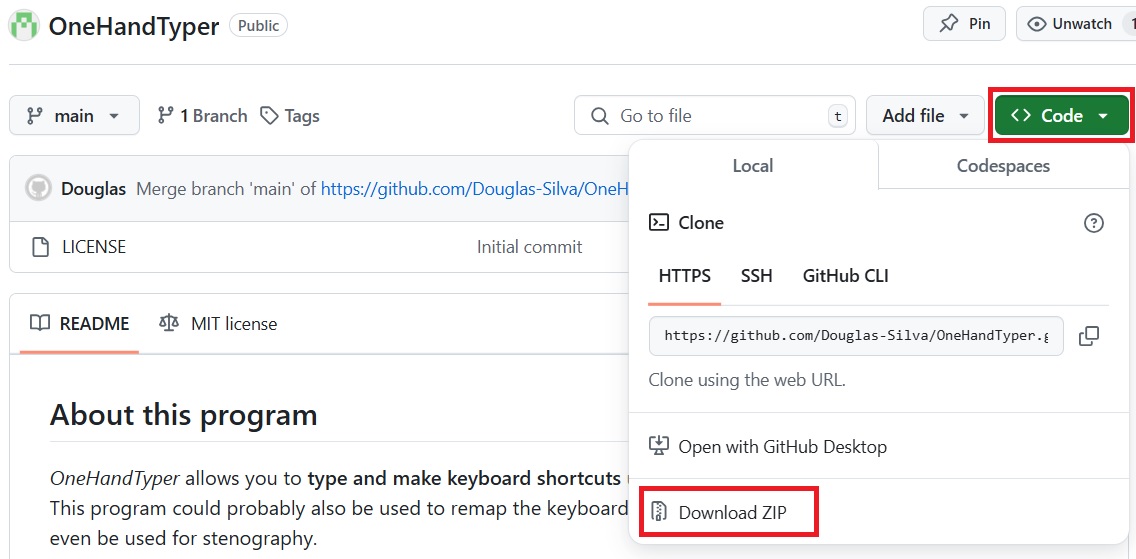 OneHandTyper Public Pin Unwatch 1
main 1 Branch Tags Go to file t Add file Code
Local Codespaces
Douglas Merge branch 'main' of https://github.com/Douglas-Silva/OneH
Clone
LICENSE Initial commit
HTTPS SSH GitHub CLI
README MIT license
https://github.com/Douglas-Silva/OneHandTyper.g
Clone using the web URL.
About this program
Open with GitHub Desktop
OneHandTyper allows you to type and make keyboard shortcuts
This program could probably also be used to remap the keyboard
Download ZIP
even be used for stenography.